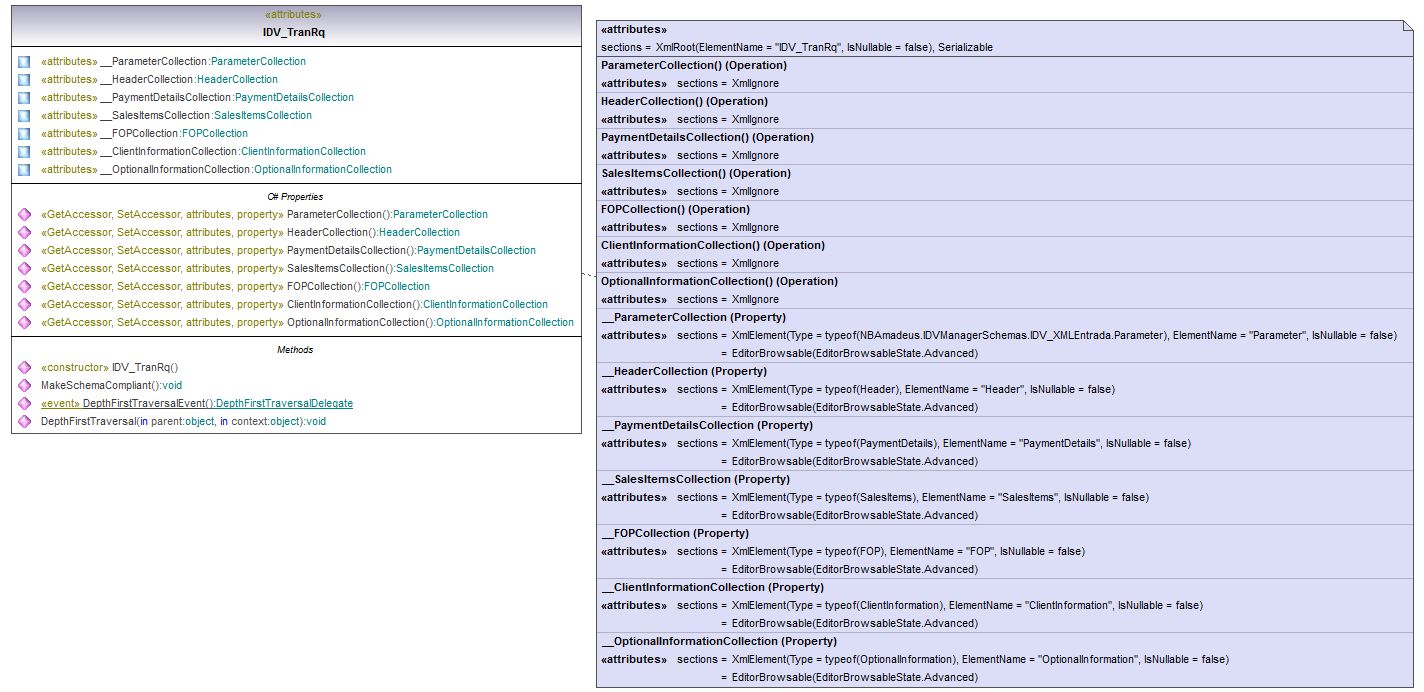 «attributes»
IDV_TranRq
«attributes» __ParameterCollection:ParameterCollection
«attributes» __HeaderCollection:HeaderCollection
«attributes» __PaymentDetailsCollection:PaymentDetailsCollection
«attributes» __SalesItemsCollection:SalesItemsCollection
«attributes» __FOPCollection:FOPCollection
«attributes» __ClientInformationCollection:ClientInformationCollection
«attributes» __OptionalInformationCollection:OptionalInformationCollection
C# Properties
«GetAccessor, SetAccessor, attributes, property» ParameterCollection():ParameterCollection
«GetAccessor, SetAccessor, attributes, property» HeaderCollection():HeaderCollection
«GetAccessor, SetAccessor, attributes, property» PaymentDetailsCollection():PaymentDetailsCollection
«GetAccessor, SetAccessor, attributes, property» SalesItemsCollection():SalesItemsCollection
«GetAccessor, SetAccessor, attributes, property» FOPCollection():FOPCollection
«GetAccessor, SetAccessor, attributes, property» ClientInformationCollection():ClientInformationCollection
«GetAccessor, SetAccessor, attributes, property» OptionalInformationCollection():OptionalInformationCollection
Methods
«constructor» IDV_TranRq()
MakeSchemaCompliant():void
«event» DepthFirstTraversalEvent():DepthFirstTraversalDelegate
DepthFirstTraversal(in parent:object, in context:object):void
«attributes»
sections = XmlRoot(ElementName = "IDV_TranRq", IsNullable = false), Serializable
ParameterCollection() (Operation)
«attributes» sections = XmlIgnore
HeaderCollection() (Operation)
«attributes» sections = XmlIgnore
PaymentDetailsCollection() (Operation)
«attributes» sections = XmlIgnore
SalesItemsCollection() (Operation)
«attributes» sections = XmlIgnore
FOPCollection() (Operation)
«attributes» sections = XmlIgnore
ClientInformationCollection() (Operation)
«attributes» sections = XmlIgnore
OptionalInformationCollection() (Operation)
«attributes» sections = XmlIgnore
__ParameterCollection (Property)
«attributes» sections = XmlElement(Type = typeof(NBAmadeus.IDVManagerSchemas.IDV_XMLEntrada.Parameter), ElementName = "Parameter", IsNullable = false)
= EditorBrowsable(EditorBrowsableState.Advanced)
__HeaderCollection (Property)
«attributes» sections = XmlElement(Type = typeof(Header), ElementName = "Header", IsNullable = false)
= EditorBrowsable(EditorBrowsableState.Advanced)
__PaymentDetailsCollection (Property)
«attributes» sections = XmlElement(Type = typeof(PaymentDetails), ElementName = "PaymentDetails", IsNullable = false)
= EditorBrowsable(EditorBrowsableState.Advanced)
__SalesItemsCollection (Property)
«attributes» sections = XmlElement(Type = typeof(SalesItems), ElementName = "SalesItems", IsNullable = false)
= EditorBrowsable(EditorBrowsableState.Advanced)
__FOPCollection (Property)
«attributes» sections = XmlElement(Type = typeof(FOP), ElementName = "FOP", IsNullable = false)
= EditorBrowsable(EditorBrowsableState.Advanced)
__ClientInformationCollection (Property)
«attributes» sections = XmlElement(Type = typeof(ClientInformation), ElementName = "ClientInformation", IsNullable = false)
= EditorBrowsable(EditorBrowsableState.Advanced)
__OptionalInformationCollection (Property)
«attributes» sections = XmlElement(Type = typeof(OptionalInformation), ElementName = "OptionalInformation", IsNullable = false)
= EditorBrowsable(EditorBrowsableState.Advanced)